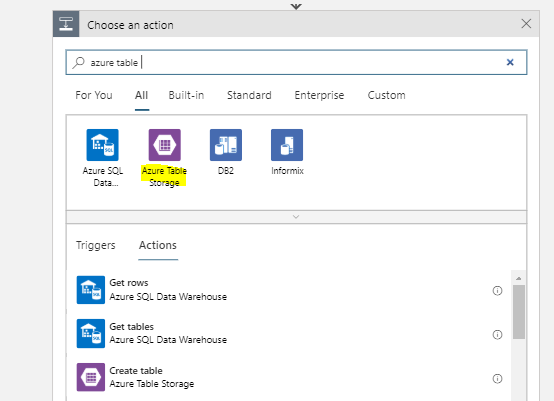 Choose an action
azure table
For You All Built-in Standard Enterprise Custom
Azure SQL Data...
Azure Table Storage
DB2
Informix
Triggers Actions
Get rows
Azure SQL Data Warehouse
Get tables
Azure SQL Data Warehouse
Create table
Azure Table Storage